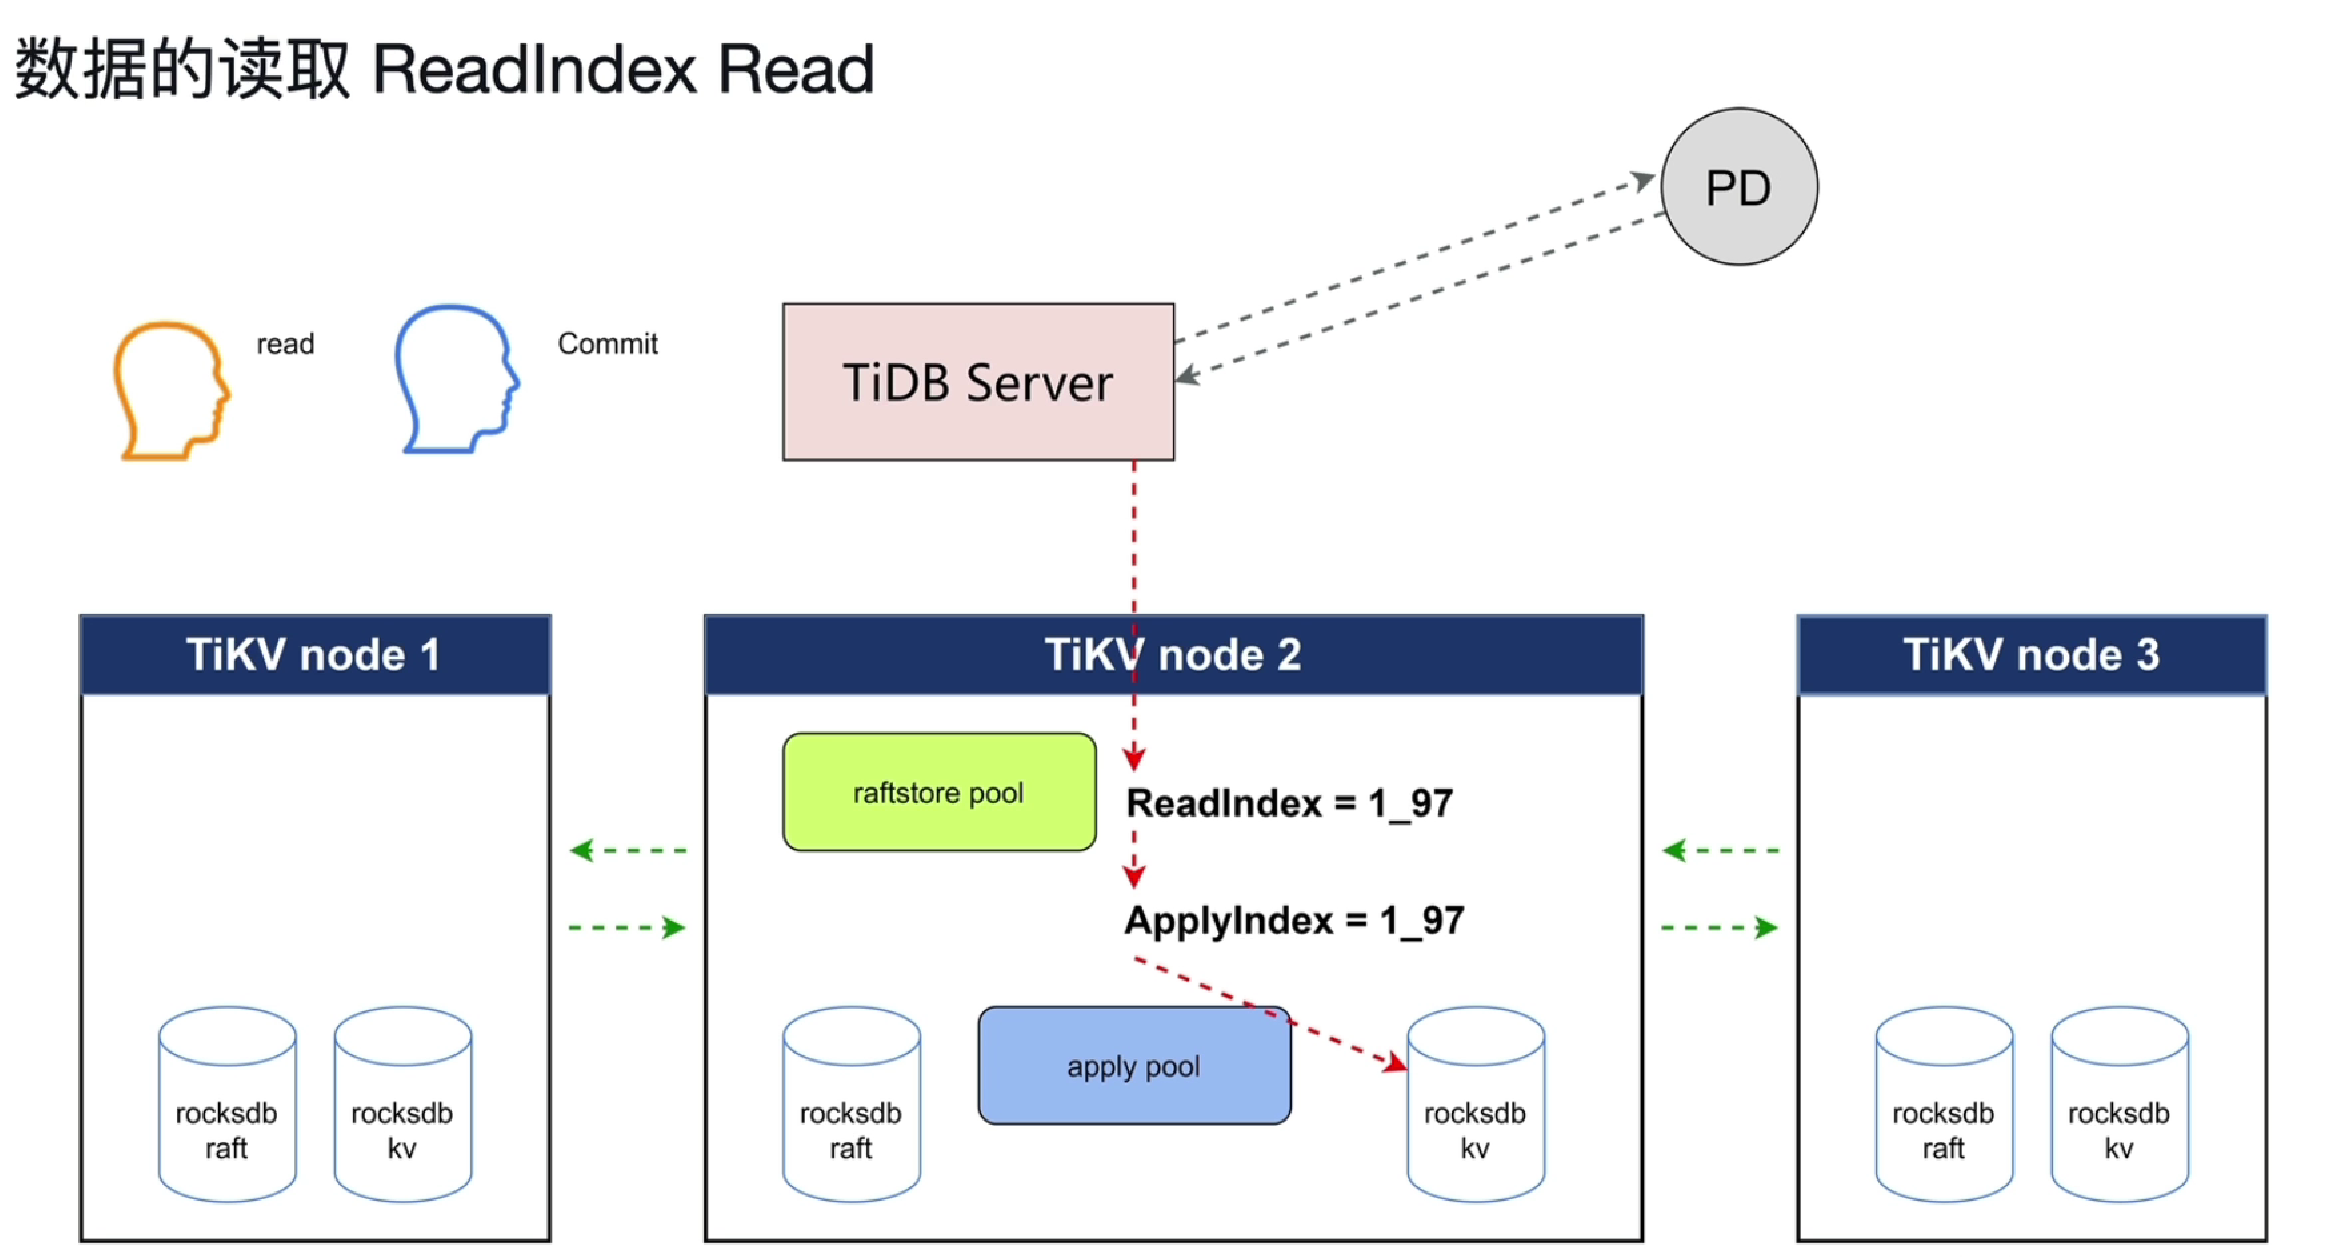 数据的读取 ReadIndex Read
PD
read
Commit
TiDB Server
TiKV node 1
TiKV node 2
TiKV node 3
raftstore pool
ReadIndex = 1_97
ApplyIndex = 1_97
apply pool
rocksdb
raft
rocksdb
kv
rocksdb
raft
rocksdb
kv
rocksdb
raft
rocksdb
kv